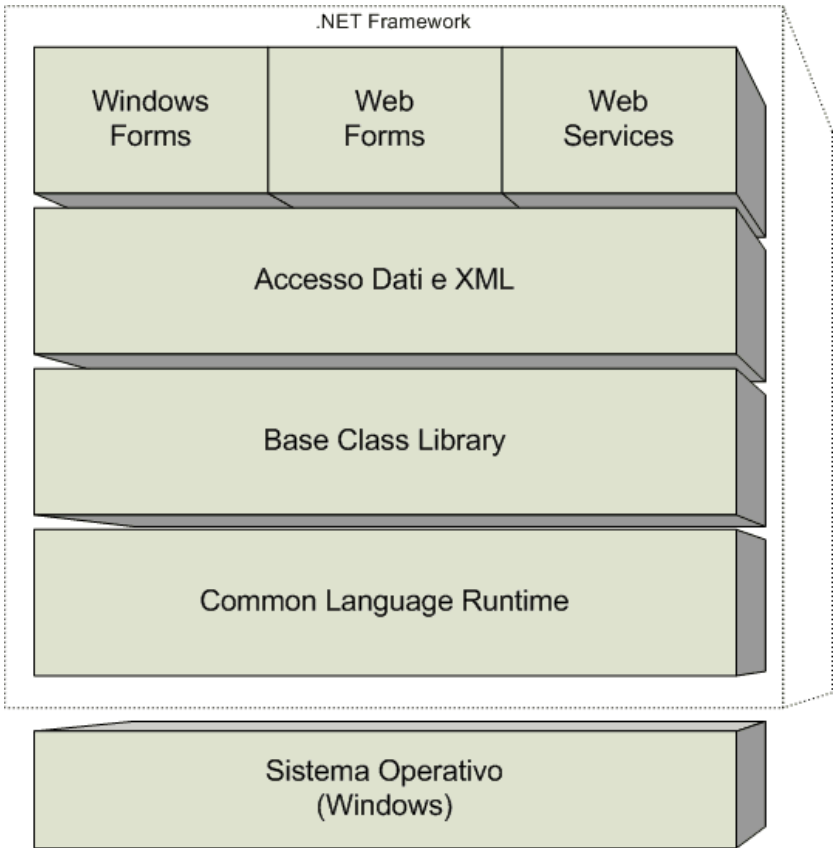 .NET Framework
Windows
Forms
Web
Forms
Web
Services
Accesso Dati e XML
Base Class Library
Common Language Runtime
Sistema Operativo
(Windows)